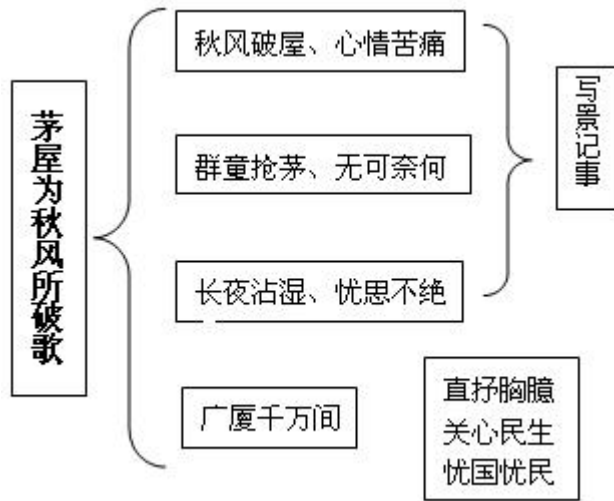 茅屋为秋风所破歌
秋风破屋、心情苦痛
群童抢茅、无可奈何
长夜沾湿、忧思不绝
写景记事
广厦千万间
直抒胸臆
关心民生
忧国忧民